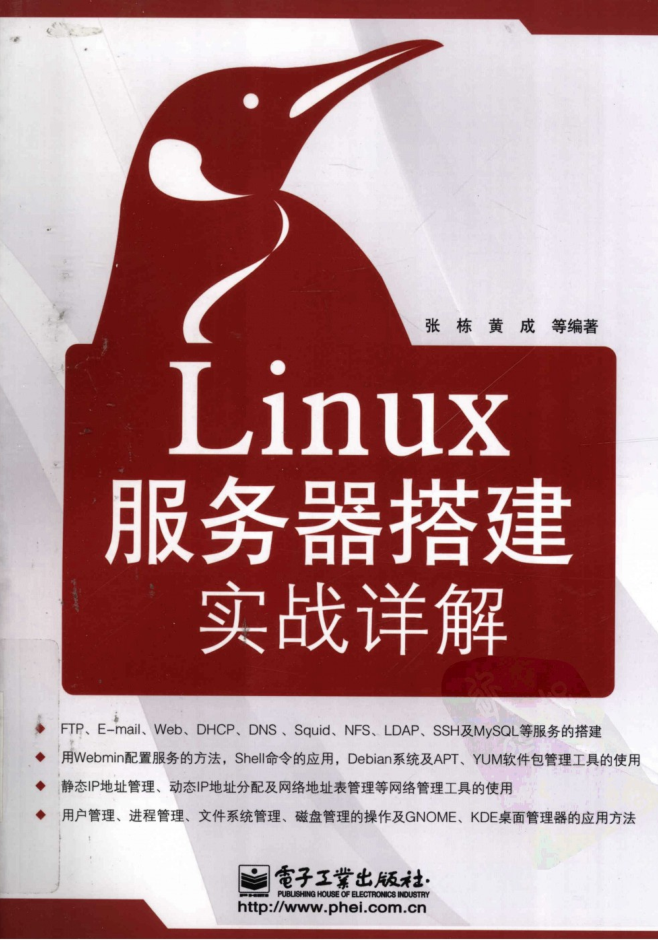 张 栋 黄 成 等编著
Linux
服务器搭建
实战详解
◆ FTP、E-mail、Web、DHCP、DNS 、Squid、NFS、LDAP、SSH及MySQL等服务的搭建
◆ 用Webmin配置服务的方法，Shell命令的应用，Debian系统及APT、YUM软件包管理工具的使用
◆ 静态IP地址管理、动态IP地址分配及网络地址表管理等网络管理工具的使用
◆ 用户管理、进程管理、文件系统管理、磁盘管理的操作及GNOME、KDE桌面管理器的应用方法
电子工业出版社·
PUBLISHING HOUSE OF ELECTRONICS INDUSTRY
http://www.phei.com.cn